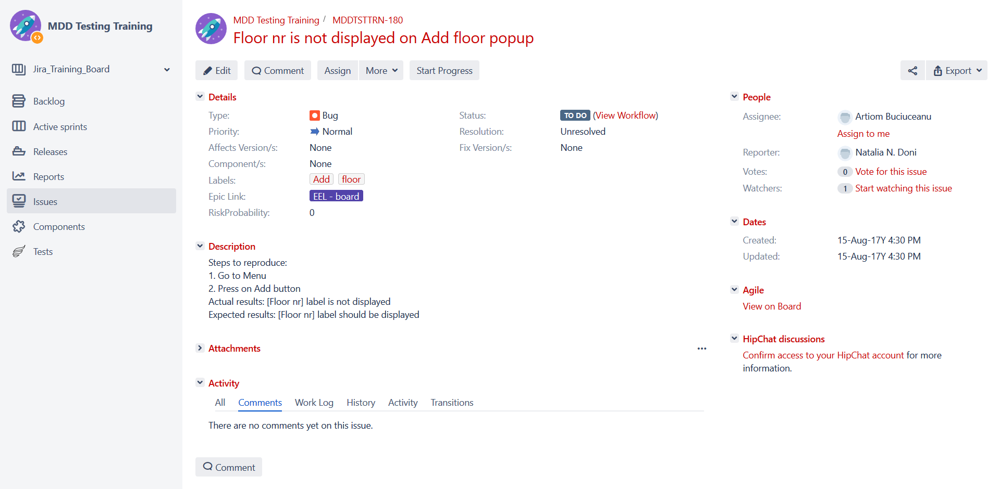 MDD Testing Training
Jira_Training_Board
Backlog
Active sprints
Releases
Reports
Issues
Components
Tests
MDD Testing Training / MDDTSTTRN-180
Floor nr is not displayed on Add floor popup
Edit Comment Assign More Start Progress Export
Details
Type: Bug Status: TO DO (View Workflow)
Priority: Normal Resolution: Unresolved
Affects Version/s: None Fix Version/s: None
Component/s: None
Labels: Add floor
Epic Link: EEL - board
RiskProbability: 0
Description
Steps to reproduce:
1. Go to Menu
2. Press on Add button
Actual results: [Floor nr] label is not displayed
Expected results: [Floor nr] label should be displayed
Attachments
Activity
All Comments Work Log History Activity Transitions
There are no comments yet on this issue.
Comment
People
Assignee: Artiom Buciuceanu
Assign to me
Reporter: Natalia N. Doni
Votes: 0 Vote for this issue
Watchers: 1 Start watching this issue
Dates
Created: 15-Aug-17Y 4:30 PM
Updated: 15-Aug-17Y 4:30 PM
Agile
View on Board
HipChat discussions
Confirm access to your HipChat account for more
information.